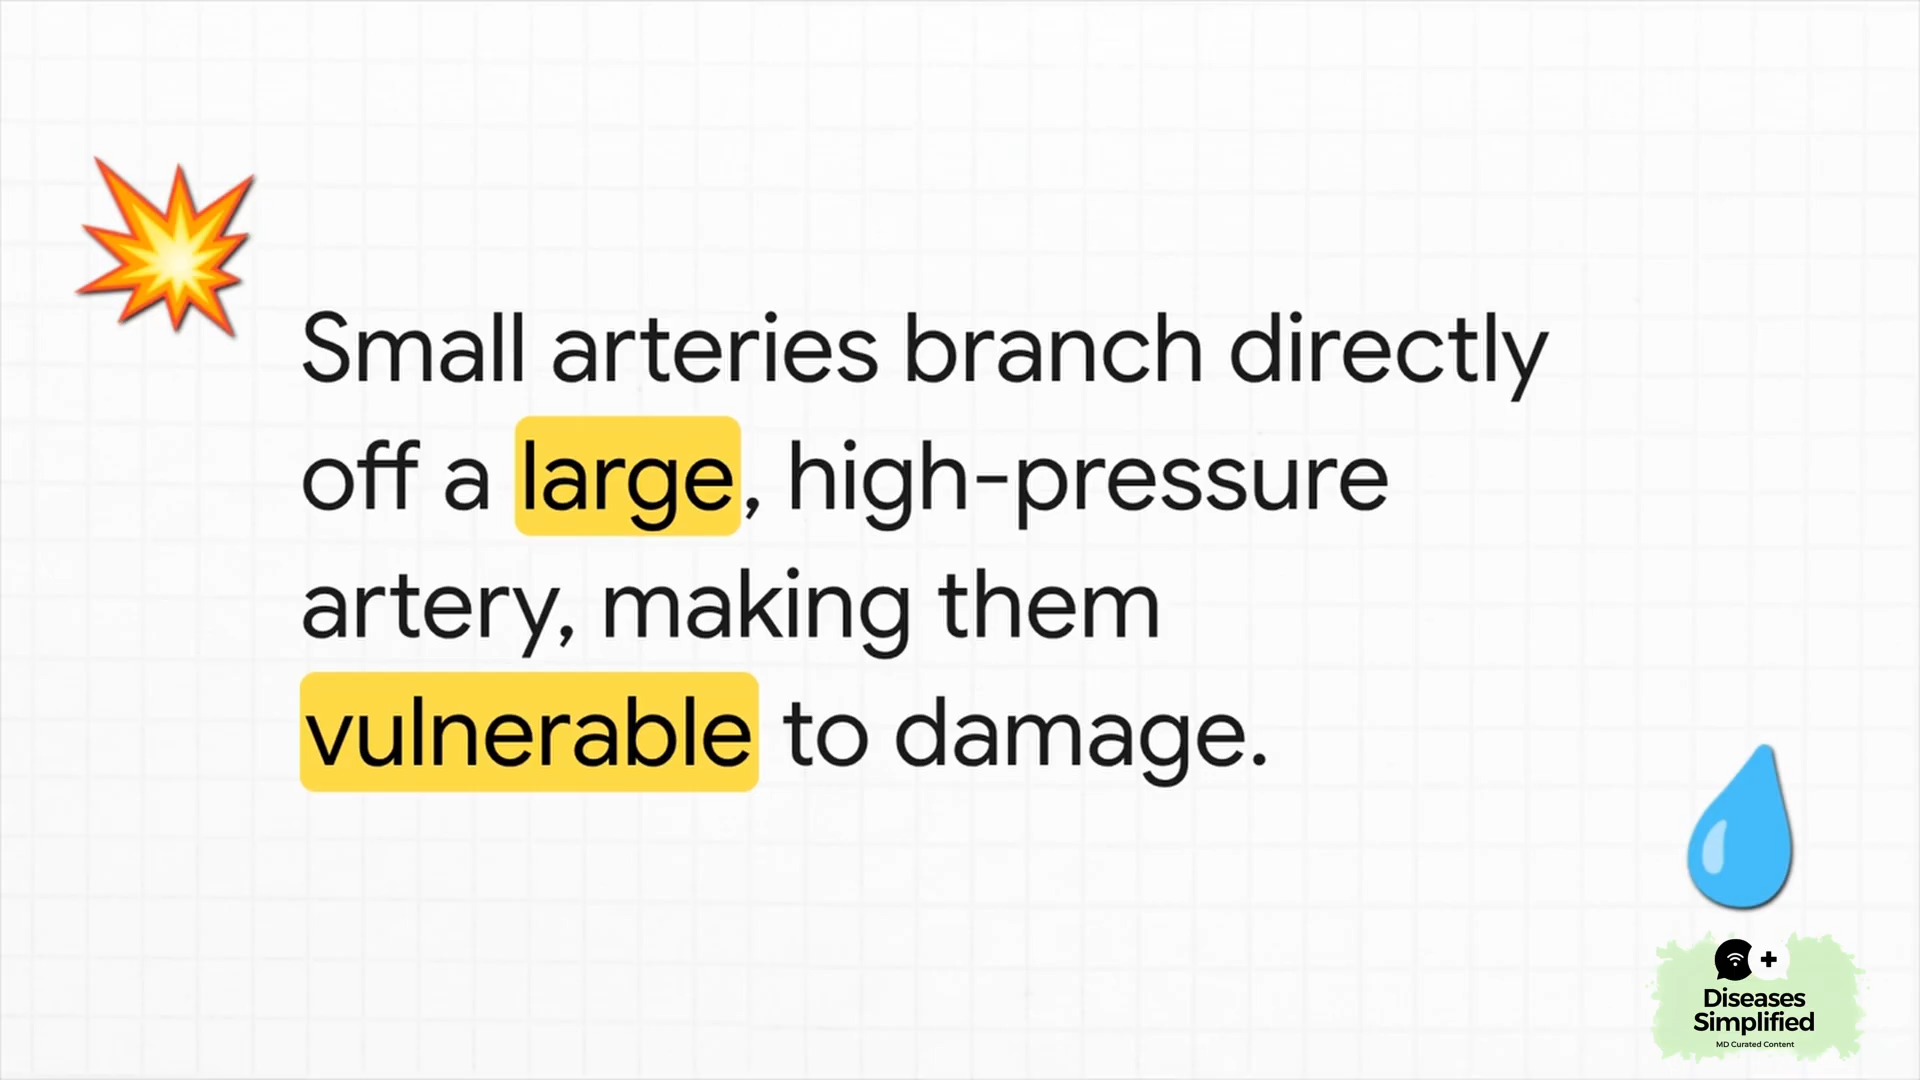 Small arteries branch directly
off a large, high-pressure
artery, making them
vulnerable to damage.
Diseases
Simplified
MD Curated Content